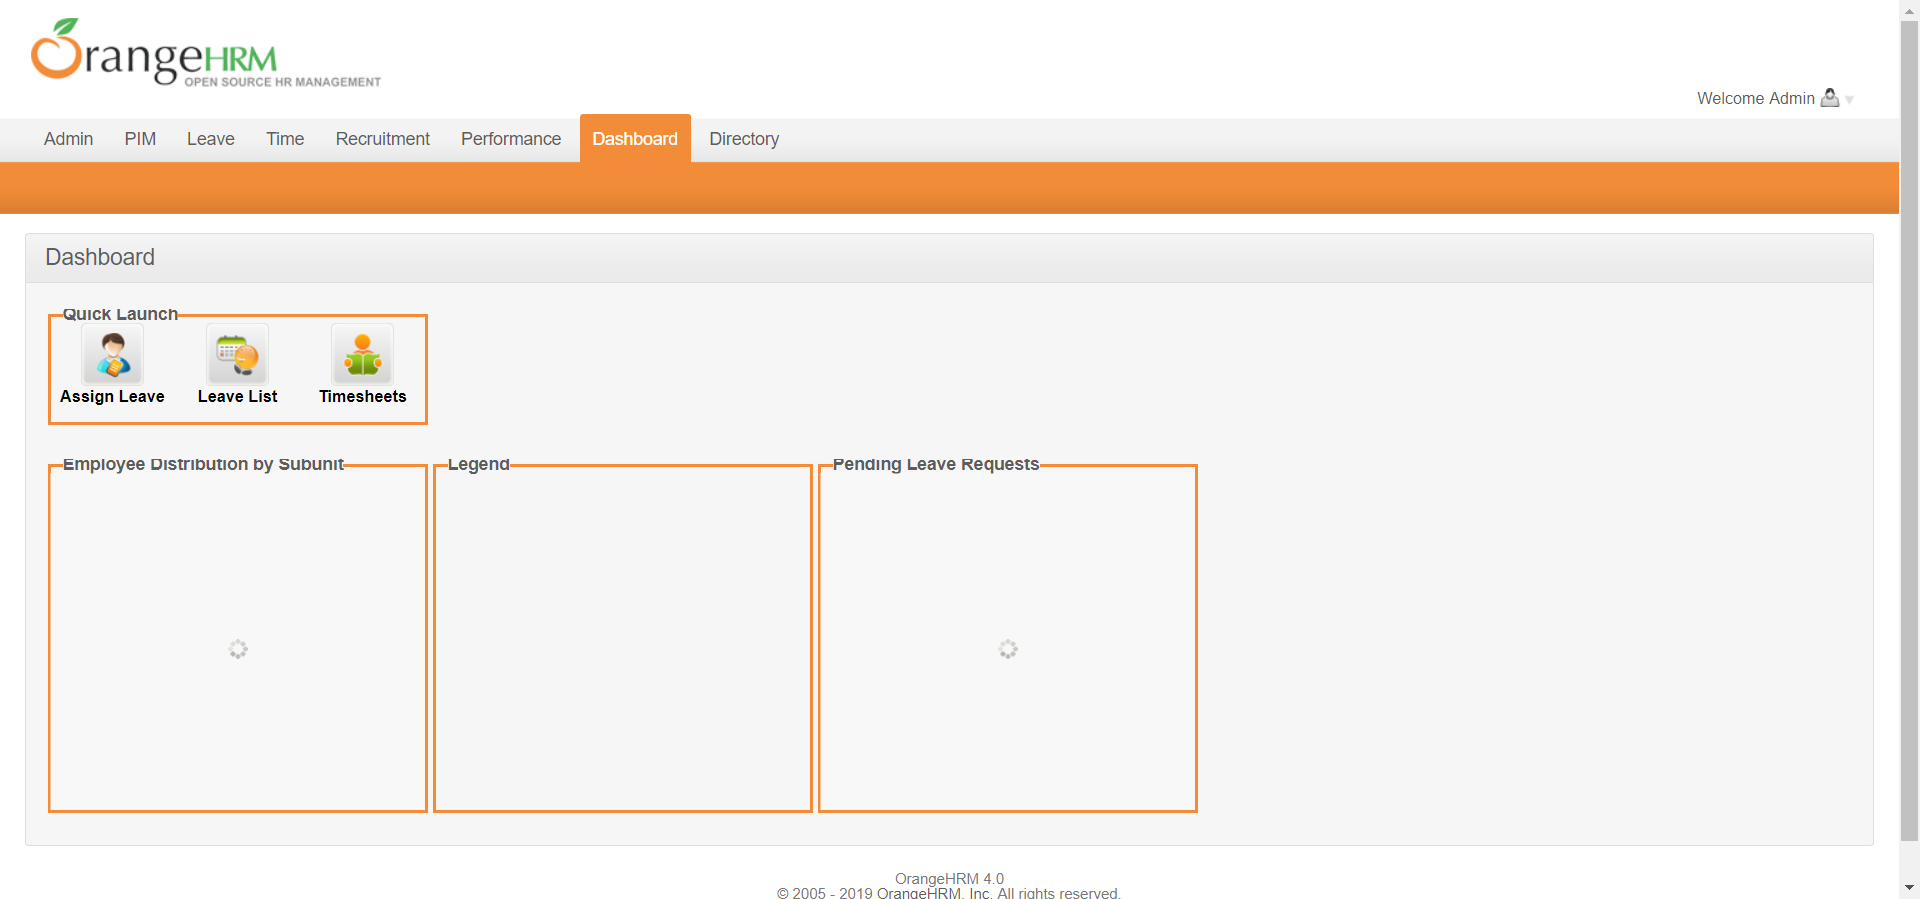 OrangeHRM
OPEN SOURCE HR MANAGEMENT
Welcome Admin
Admin PIM Leave Time Recruitment Performance Dashboard Directory
Dashboard
Quick Launch
Assign Leave Leave List Timesheets
Employee Distribution by Subunit Legend Pending Leave Requests
OrangeHRM 4.0
© 2005 - 2019 OrangeHRM, Inc. All rights reserved.